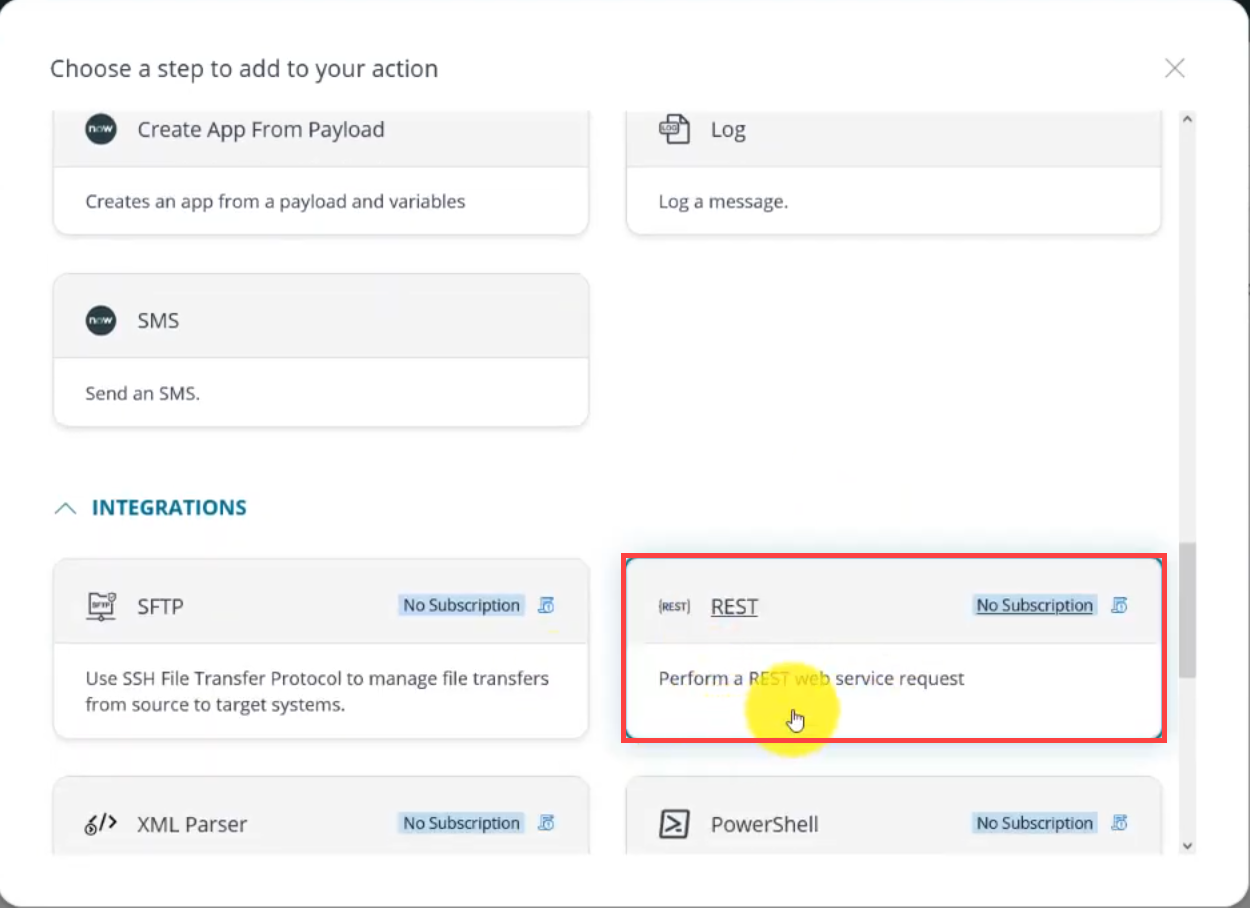 Choose a step to add to your action
now Create App From Payload
LOG Log
Creates an app from a payload and variables
Log a message.
now SMS
Send an SMS.
INTEGRATIONS
SFTP SFTP No Subscription
{REST} REST No Subscription
Use SSH File Transfer Protocol to manage file transfers
from source to target systems.
Perform a REST web service request
XML Parser No Subscription
PowerShell No Subscription